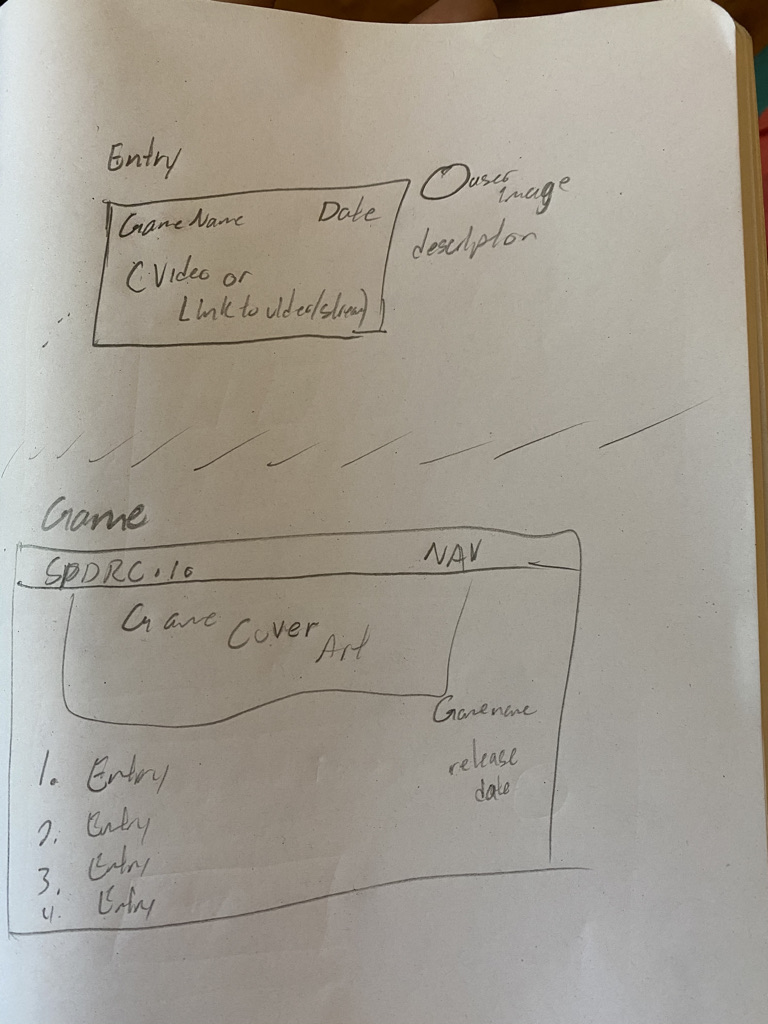 Entry
Game Name Date
user image
description
(Video or
Link to video/stream)
Game
SPDRC.io NAV
Game Cover Art
Gamename
release
date
1. Entry
2. Entry
3. Entry
4. Entry